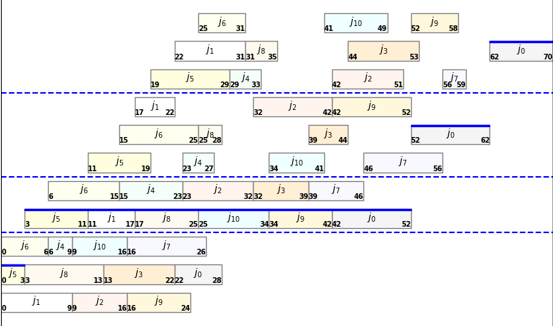 j6 j10 j9
25 31 41 49 52 58
j1 j8 j3 j0
22 31 31 35 44 53 62 70
j5 j4 j2 j7
19 29 29 33 42 51 56 59
j1 j2 j9
17 22 32 42 42 52
j6 j8 j3 j0
15 25 25 28 39 44 52 62
j5 j4 j10 j7
11 19 23 27 34 41 46 56
j6 j4 j2 j3 j7
6 15 15 23 23 32 32 39 39 46
j5 j1 j8 j10 j9 j0
3 11 11 17 17 25 25 34 34 42 42 52
j6 j4 j10 j7
0 6 6 9 9 16 16 26
j5 j8 j3 j0
0 3 3 13 13 22 22 28
j1 j2 j9
0 9 9 16 16 24